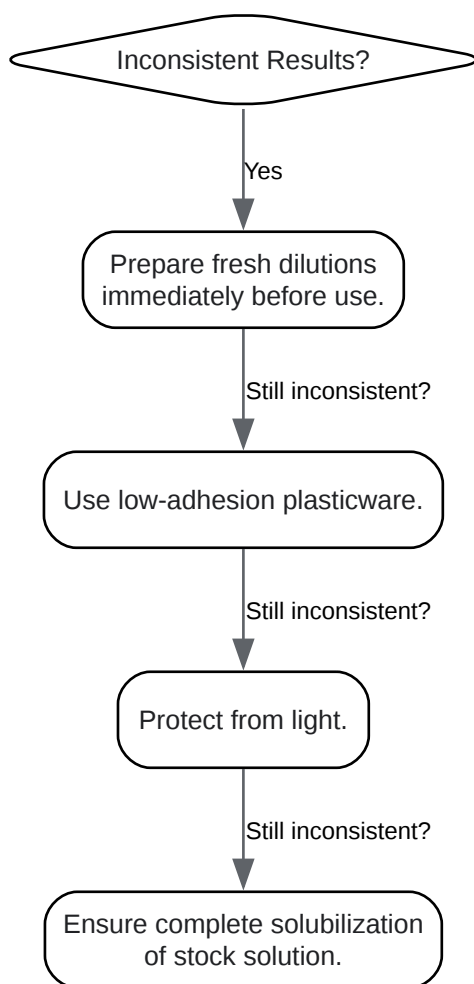 Inconsistent Results?
Yes
Prepare fresh dilutions
immediately before use.
Still inconsistent?
Use low-adhesion plasticware.
Still inconsistent?
Protect from light.
Still inconsistent?
Ensure complete solubilization
of stock solution.